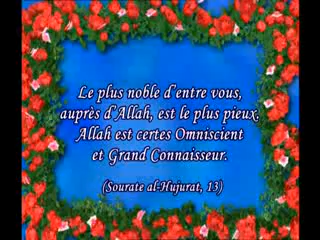 Le plus noble d'entre vous,
auprès d'Allah, est le plus pieux.
Allah est certes Omniscient
et Grand Connaisseur.
(Sourate al-Hujurat, 13)